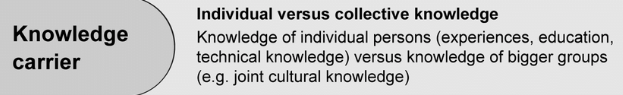 Knowledge
carrier
Individual versus collective knowledge
Knowledge of individual persons (experiences, education,
technical knowledge) versus knowledge of bigger groups
(e.g. joint cultural knowledge)